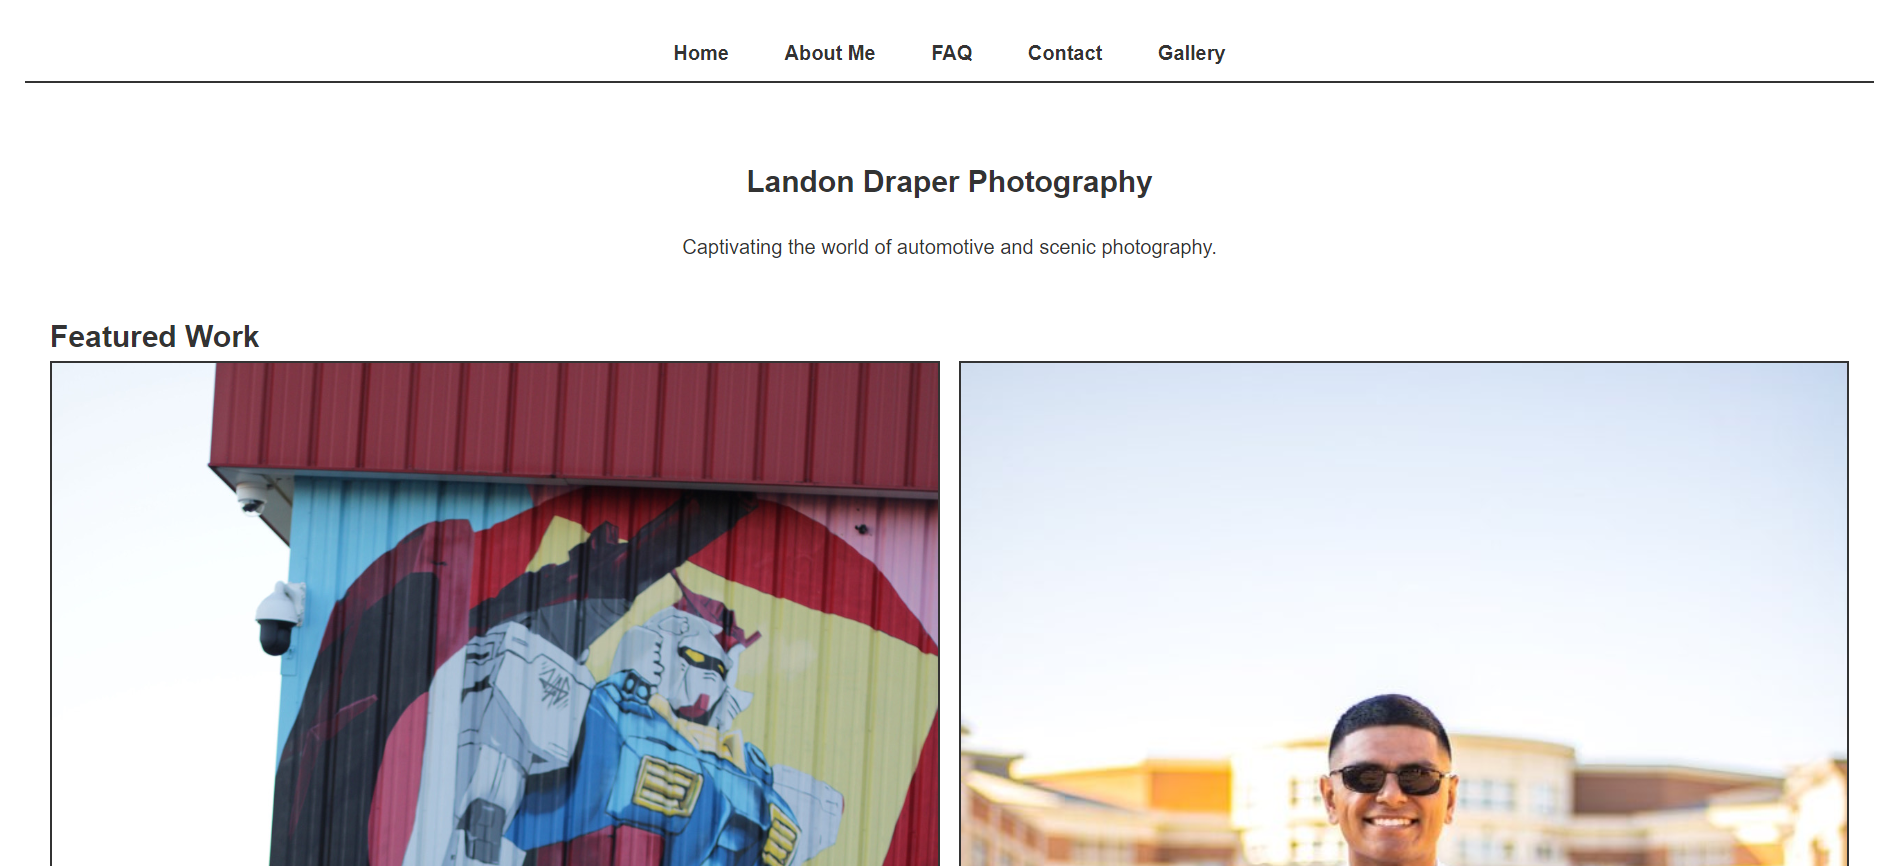 Home About Me FAQ Contact Gallery
Landon Draper Photography
Captivating the world of automotive and scenic photography.
Featured Work